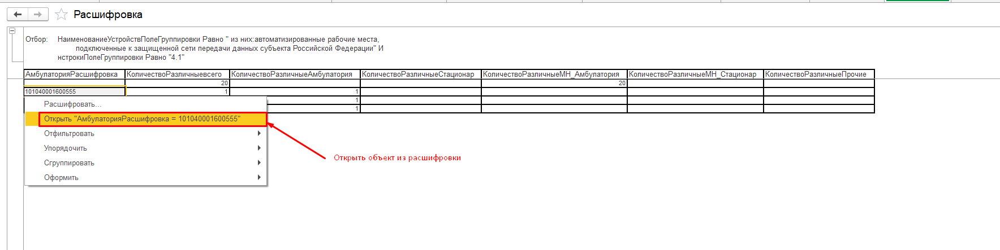 Расшифровка
Отбор: НаименованиеУстройствПолеГруппировки Равно " из них:автоматизированные рабочие места,
подключенные к защищенной сети передачи данных субъекта Российской Федерации" И
нстрокиПолеГруппировки Равно "4.1"
АмбулаторияРасшифровка КоличествоРазличныевсего КоличествоРазличныеАмбулатория КоличествоРазличныеСтационар КоличествоРазличныеМН_Амбулатория КоличествоРазличныеМН_Стационар КоличествоРазличныеПрочие
20 20
101040001600555 1 1
1
1
Расшифровать...
Открыть "АмбулаторияРасшифровка = 101040001600555"
Отфильтровать
Упорядочить
Сгруппировать
Оформить
Открыть объект из расшифровки